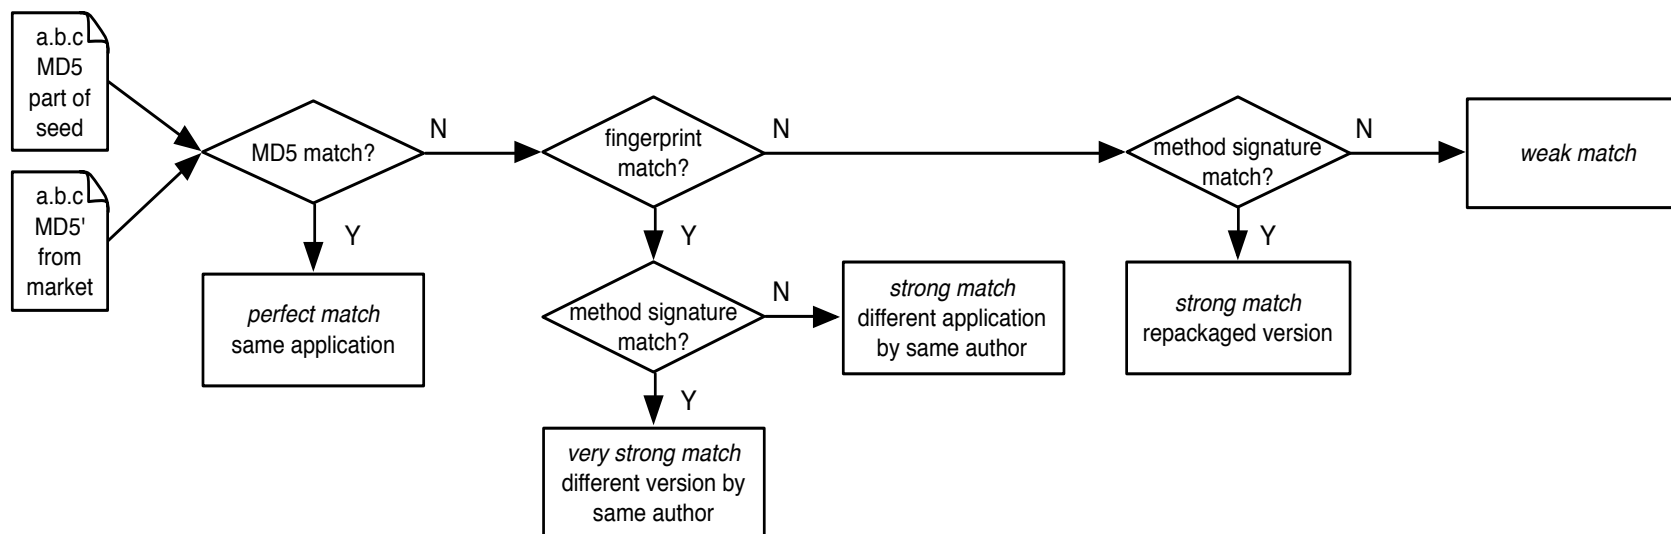 a.b.c
MD5
part of
seed
a.b.c
MD5'
from
market
MD5 match?
N
Y
perfect match
same application
fingerprint
match?
N
Y
method signature
match?
N
Y
strong match
different application
by same author
very strong match
different version by
same author
method signature
match?
N
Y
strong match
repackaged version
weak match